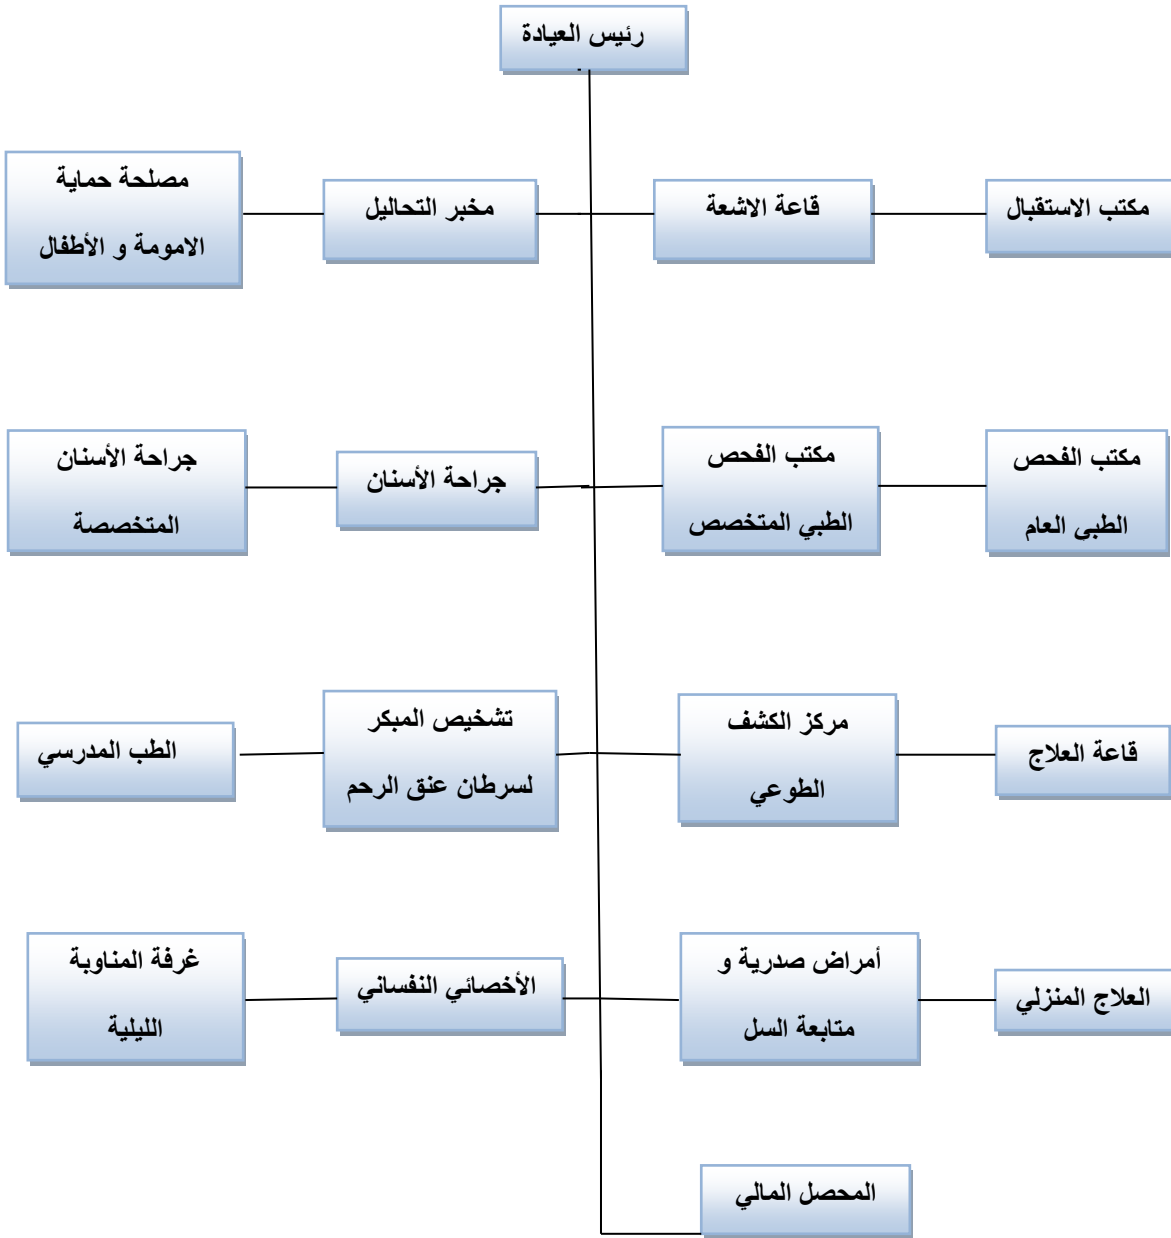 رئيس العيادة
مكتب الاستقبال
قاعة الاشعة
مخبر التحاليل
مصلحة حماية
الامومة و الأطفال
مكتب الفحص
الطبي العام
مكتب الفحص
الطبي المتخصص
جراحة الأسنان
جراحة الأسنان
المتخصصة
قاعة العلاج
مركز الكشف
الطوعي
تشخيص المبكر
لسرطان عنق الرحم
الطب المدرسي
العلاج المنزلي
أمراض صدرية و
متابعة السل
الأخصائي النفساني
غرفة المناوبة
الليلية
المحصل المالي